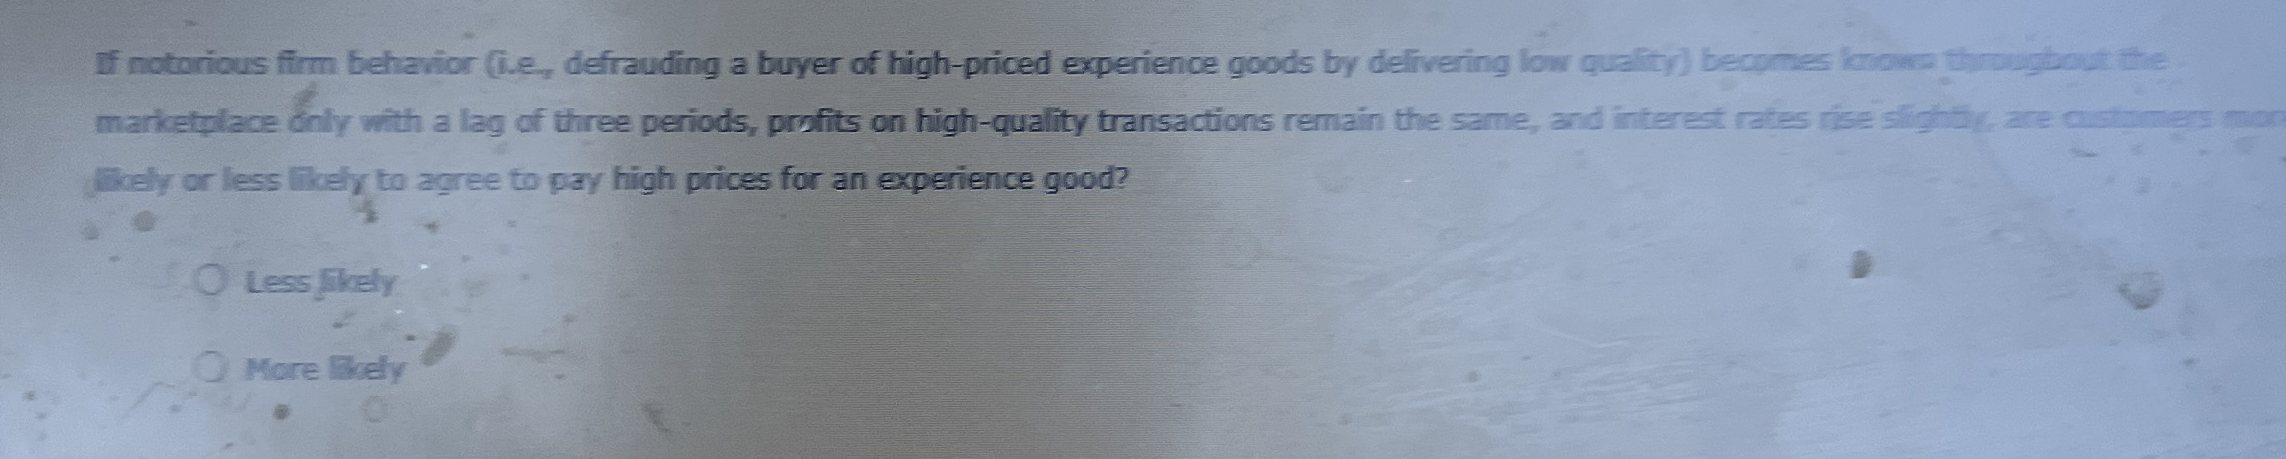 If notorious firm behavior (i.e., defrauding a buyer of high-priced experience goods by delivering low quality) becomes known throughout the
marketplace only with a lag of three periods, profits on high-quality transactions remain the same, and interest rates rise slightly, are customers mor
likely or less likely to agree to pay high prices for an experience good?
Less likely
More likely